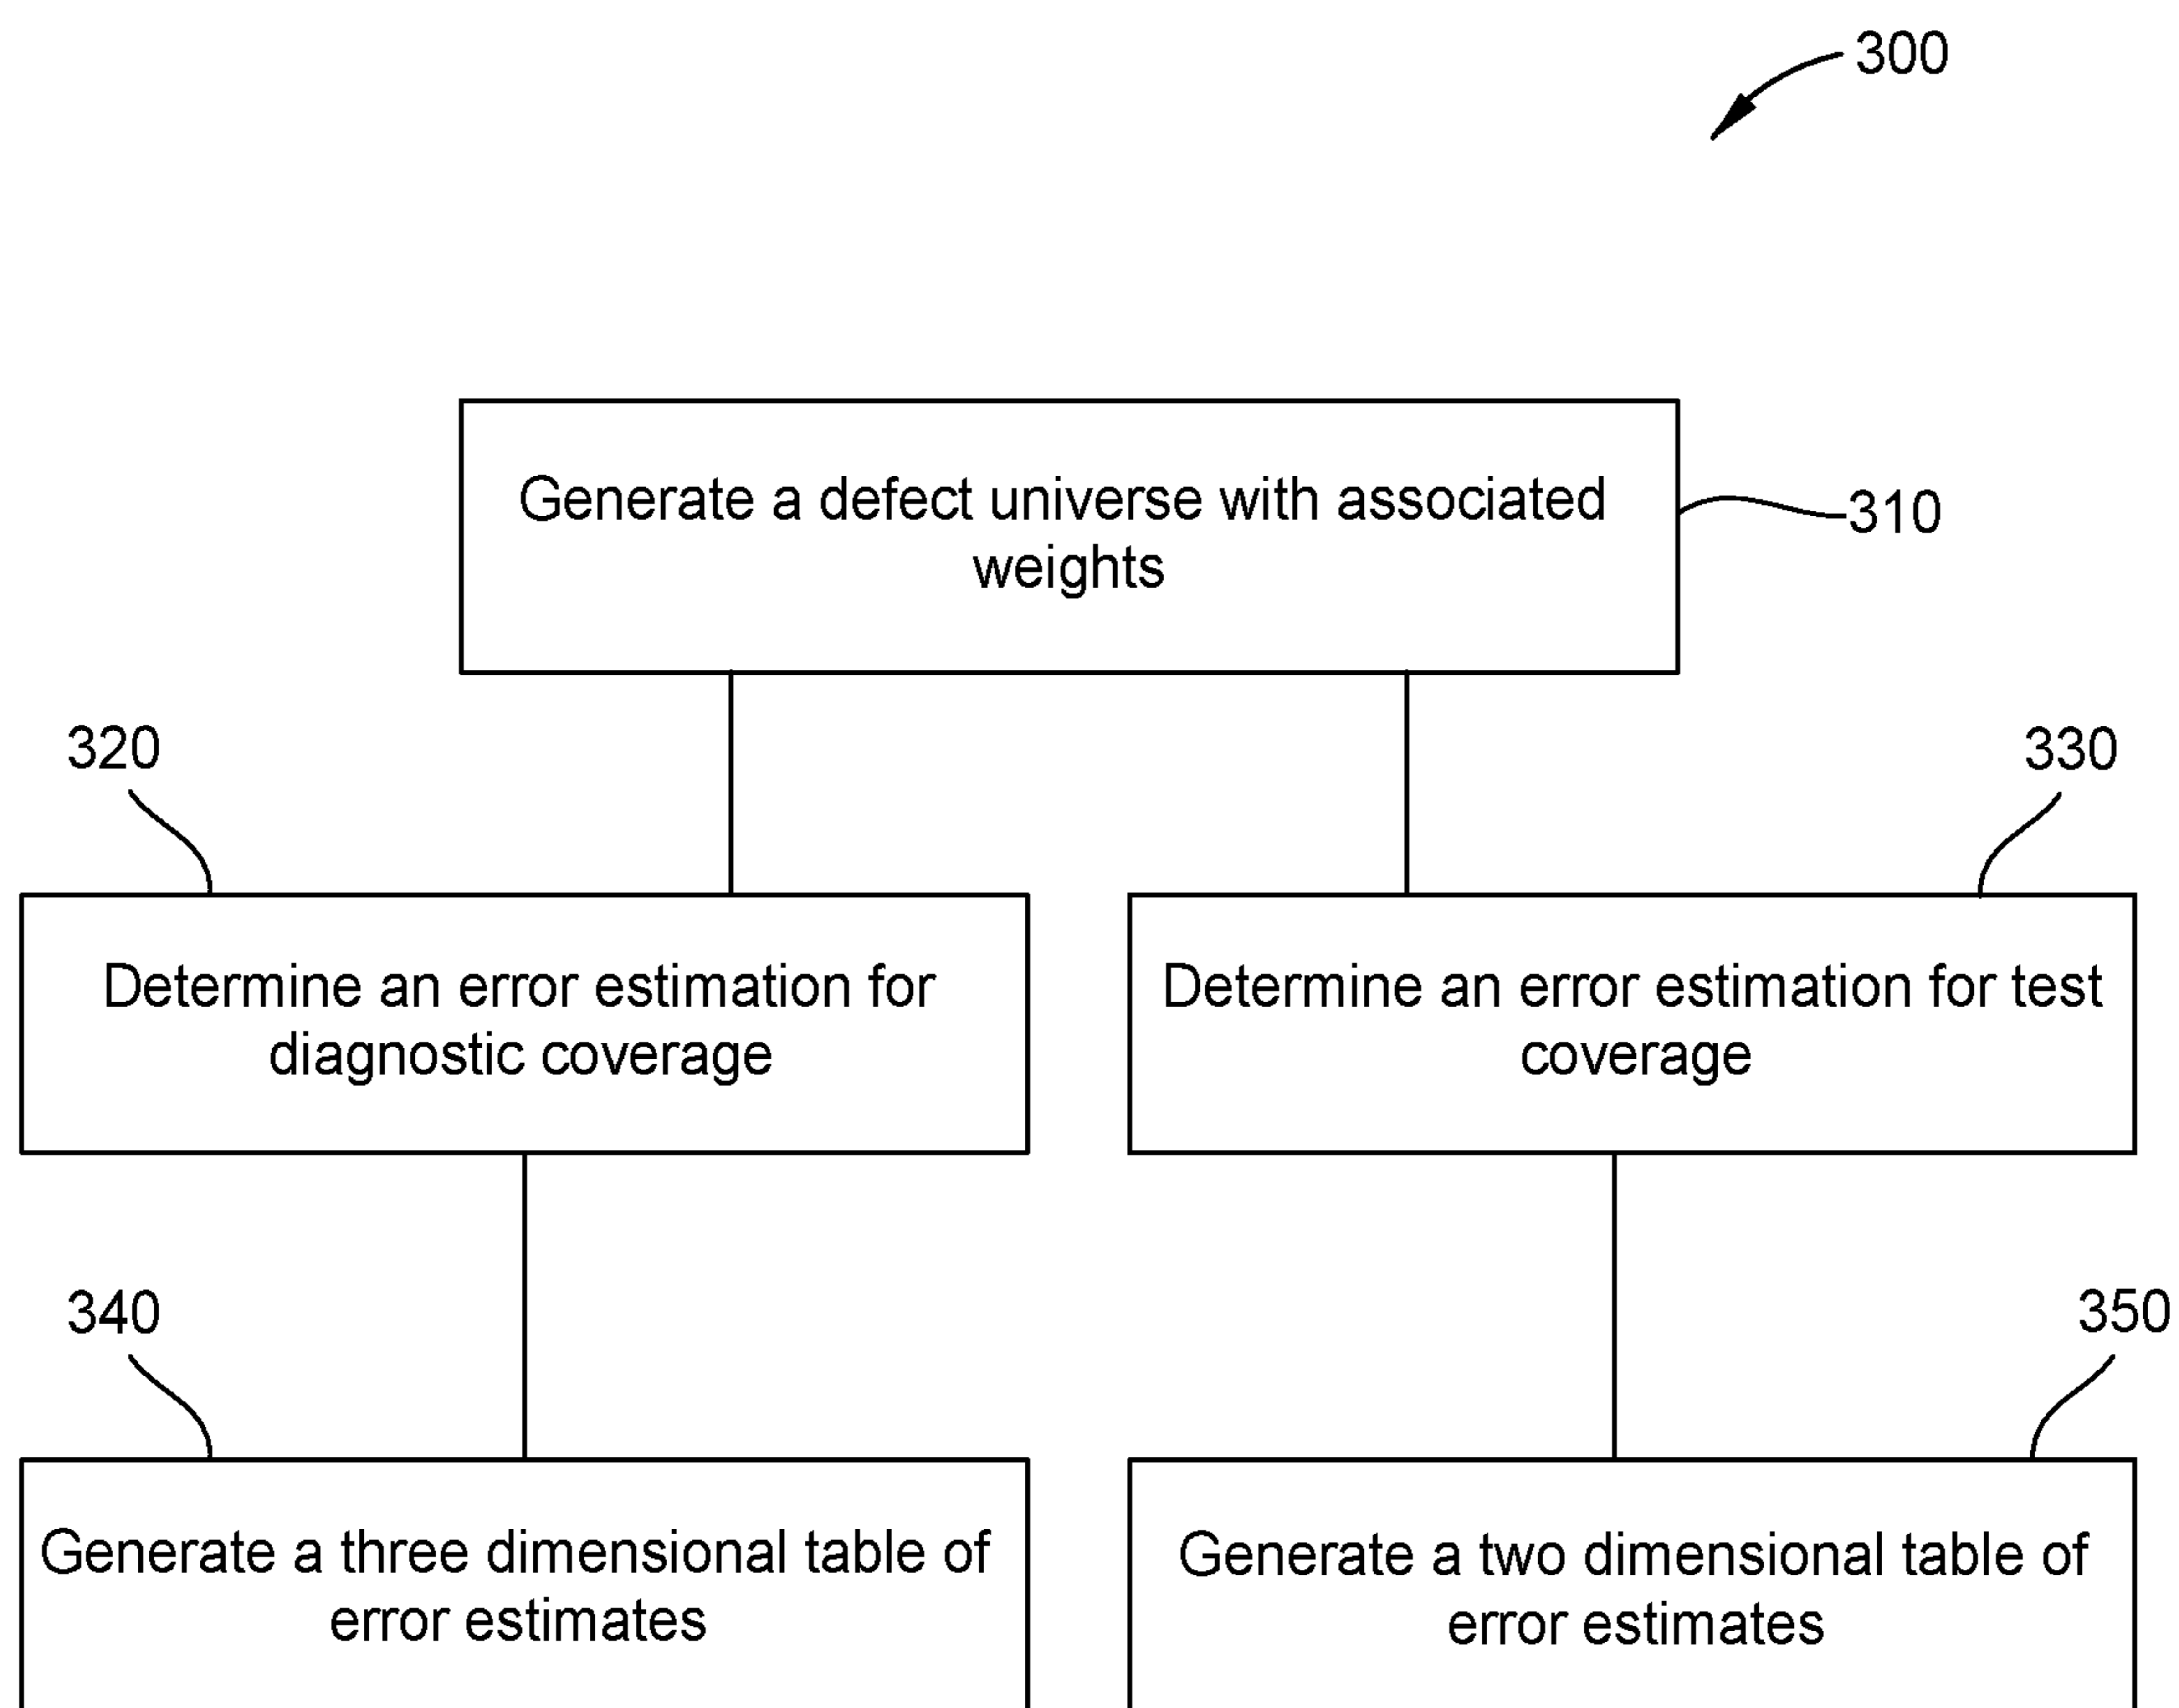 300
Generate a defect universe with associated
weights
310
320
330
Determine an error estimation for
diagnostic coverage
Determine an error estimation for test
coverage
340
350
Generate a three dimensional table of
error estimates
Generate a two dimensional table of
error estimates